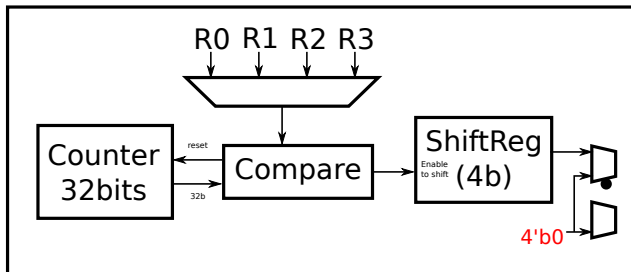 R0 R1 R2 R3
Counter
32bits
reset
32b
Compare
ShiftReg
(4b)
Enable
to shift
4'b0